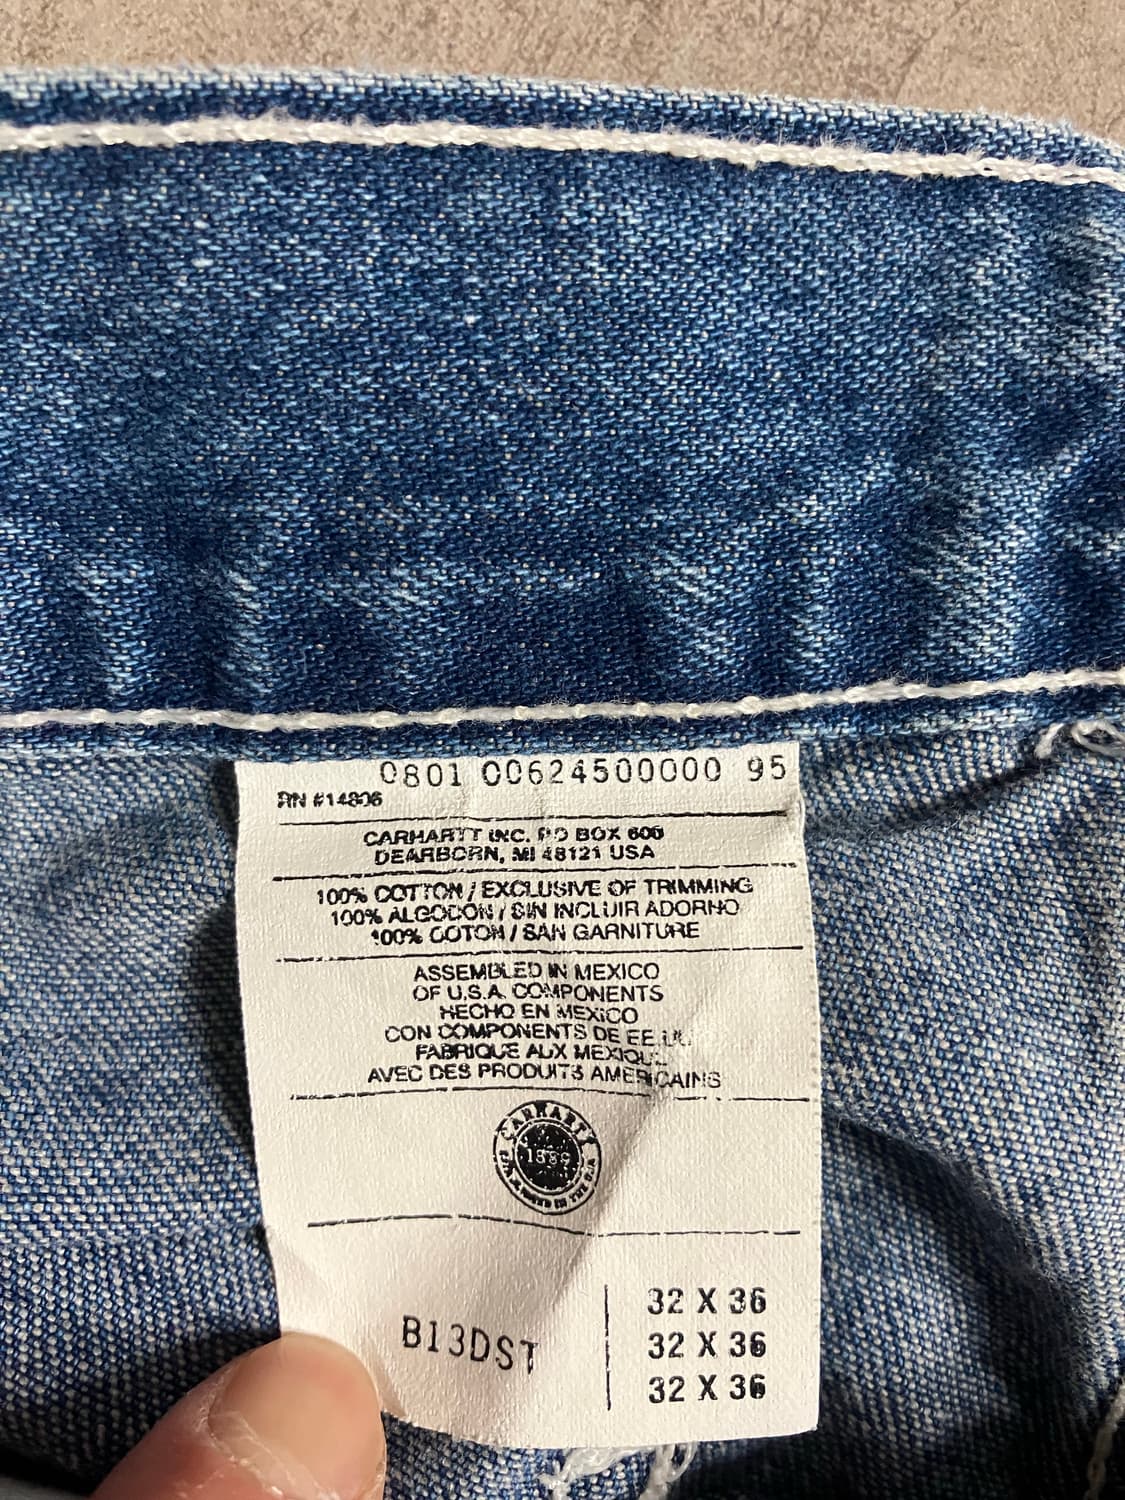 0801 00624500000 95
RN #14806
CARHARTT INC. PO BOX 600
DEARBORN, MI 48121 USA
100% COTTON / EXCLUSIVE OF TRIMMING
100% ALGODON / SIN INCLUIR ADORNO
100% COTON / SAN GARNITURE
ASSEMBLED IN MEXICO
OF U.S.A. COMPONENTS
HECHO EN MEXICO
CON COMPONENTS DE EE.UU.
FABRIQUE AUX MEXIQUE
AVEC DES PRODUITS AMERICAINS
CARHARTT
1889
B13DST
32 X 36
32 X 36
32 X 36